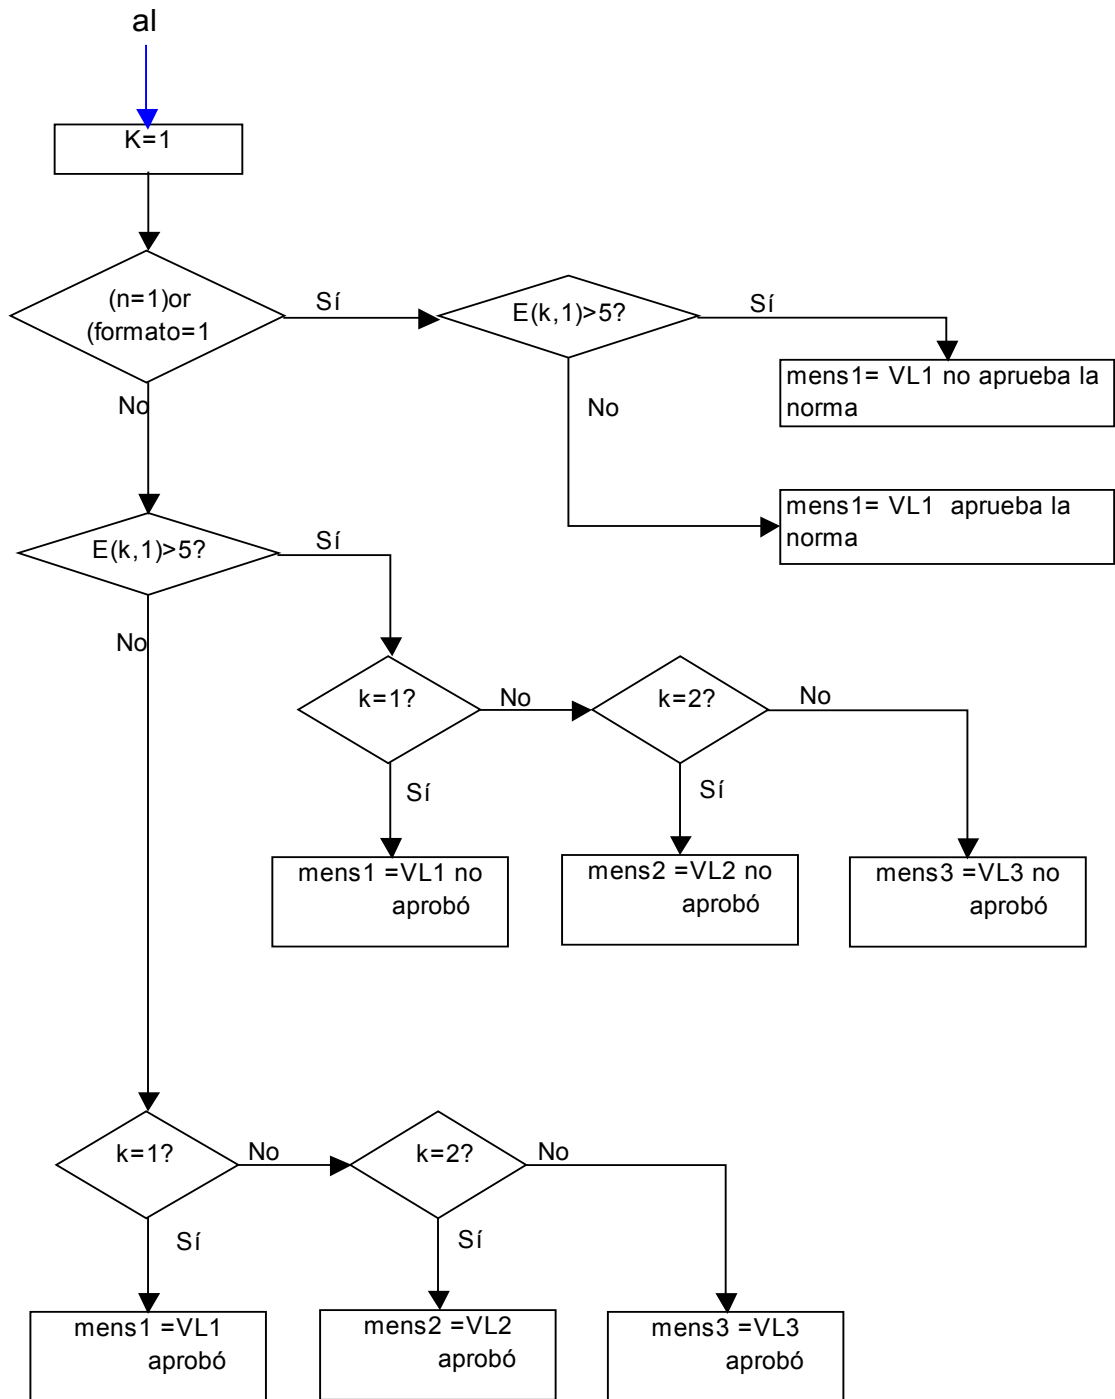 al
K=1
(n=1)or
(formato=1
Sí
E(k,1)>5?
Sí
mens1= VL1 no aprueba la
norma
No
No
mens1= VL1 aprueba la
norma
E(k,1)>5?
Sí
No
k=1?
No
k=2?
No
Sí
Sí
mens1 =VL1 no
aprobó
mens2 =VL2 no
aprobó
mens3 =VL3 no
aprobó
k=1?
No
k=2?
No
Sí
Sí
mens1 =VL1
aprobó
mens2 =VL2
aprobó
mens3 =VL3
aprobó